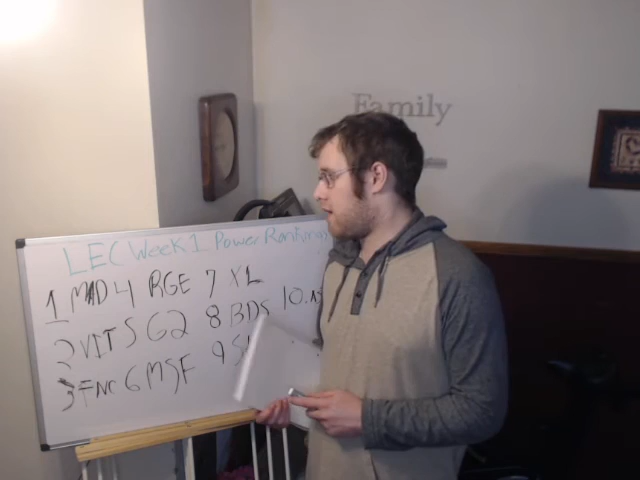 Family
LEC Week 1 Power Rankings
1 MAD 4 RGE 7 XL
2 VIT 5 G2 8 BDS 10.
3 FNC 6 MSF 9